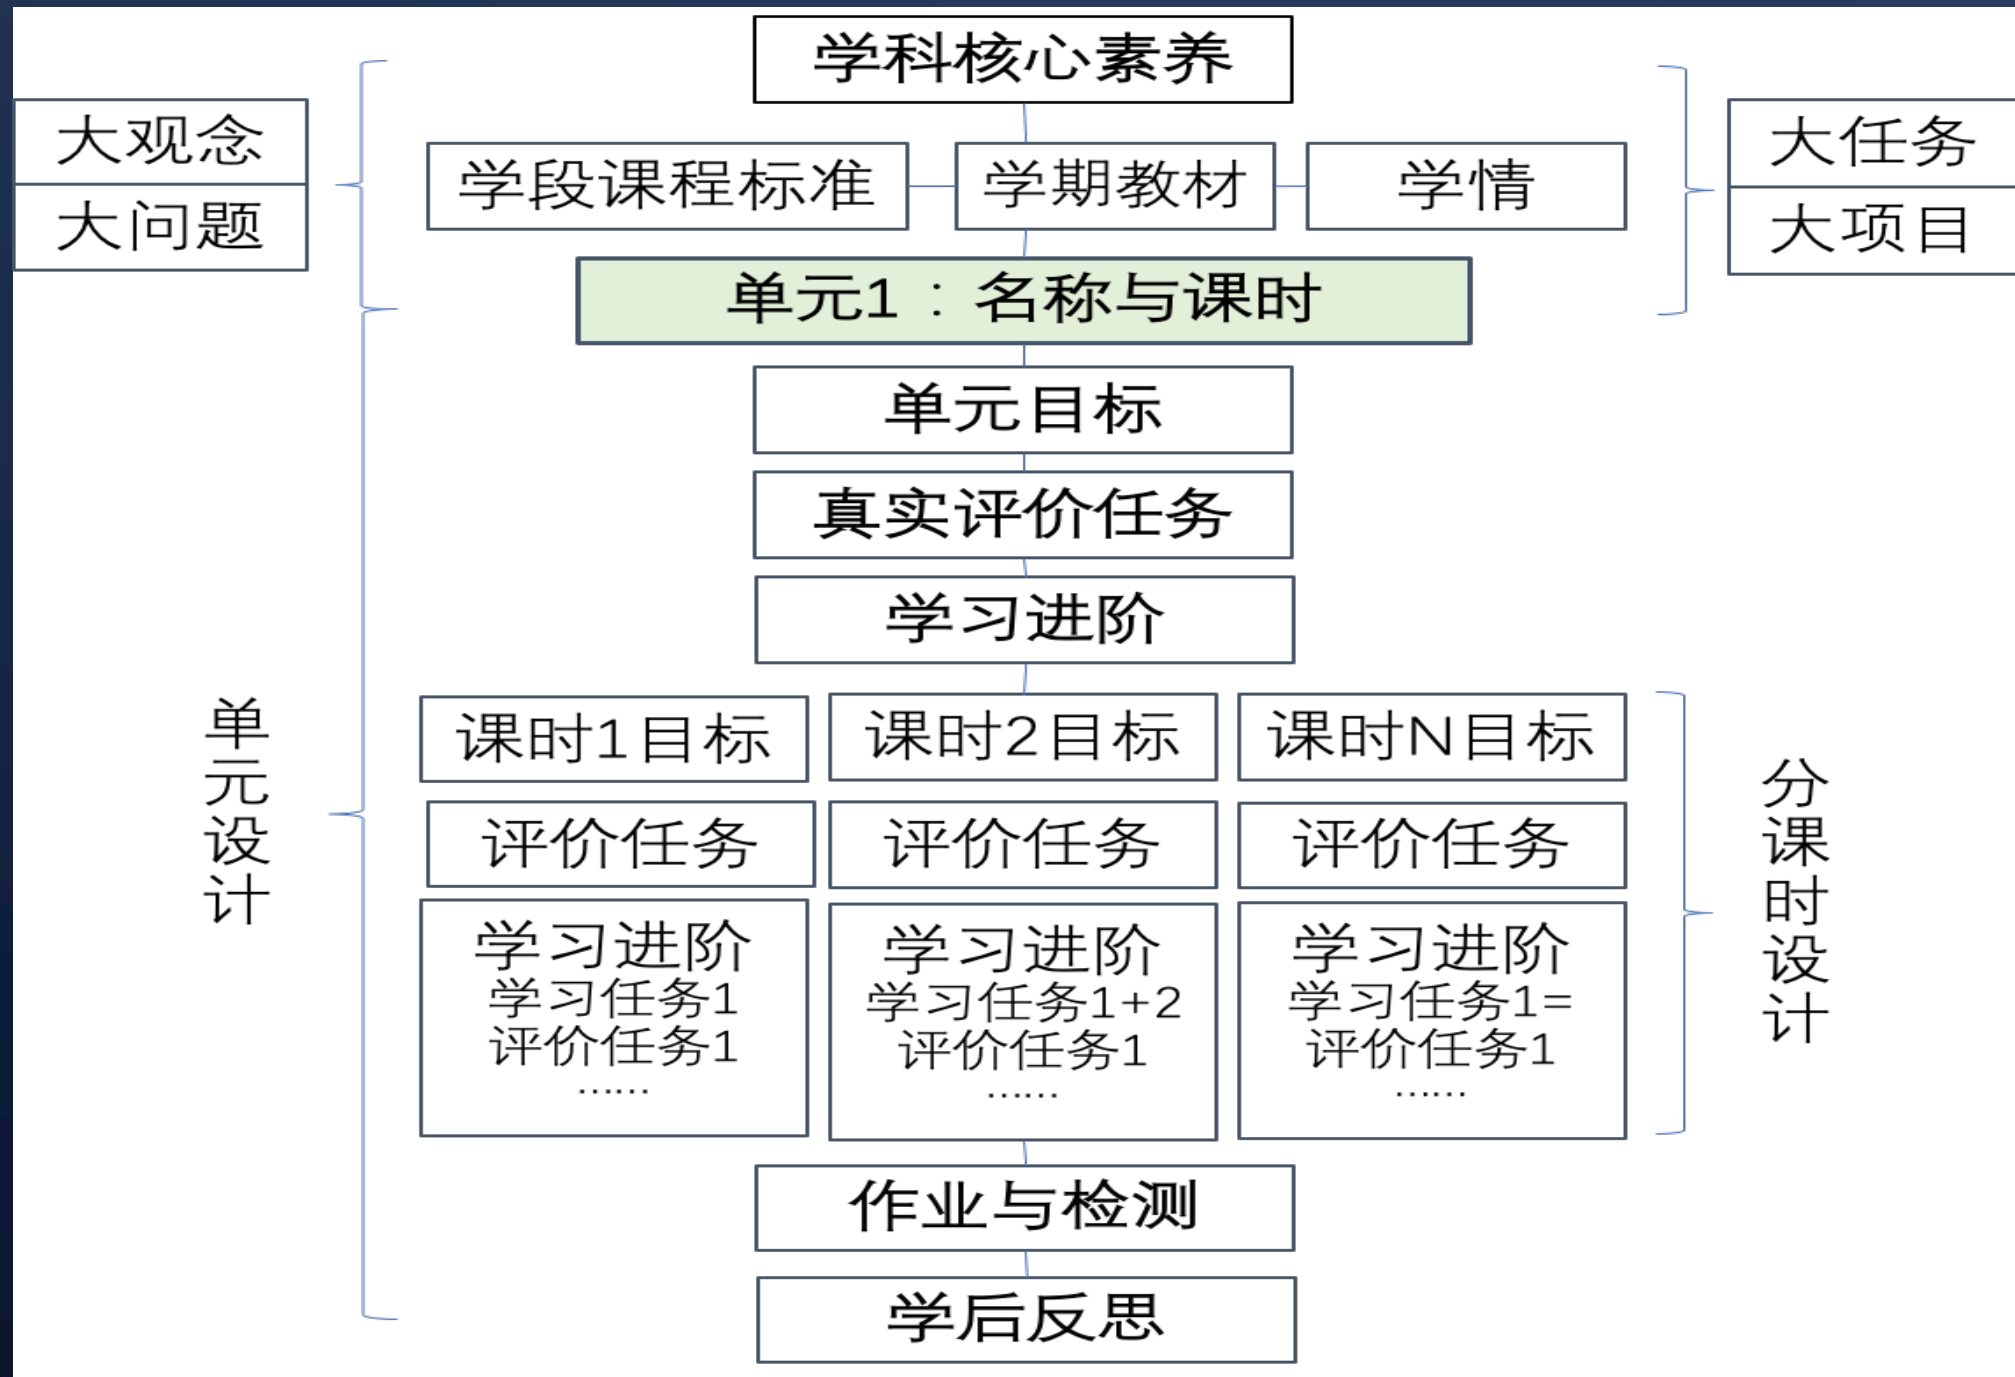 学科核心素养
大观念
大问题
学段课程标准
学期教材
学情
大任务
大项目
单元1：名称与课时
单元目标
真实评价任务
学习进阶
单元设计
课时1目标
课时2目标
课时N目标
评价任务
评价任务
评价任务
学习进阶
学习任务1
评价任务1
……
学习进阶
学习任务1+2
评价任务1
……
学习进阶
学习任务1=
评价任务1
……
分课时设计
作业与检测
学后反思